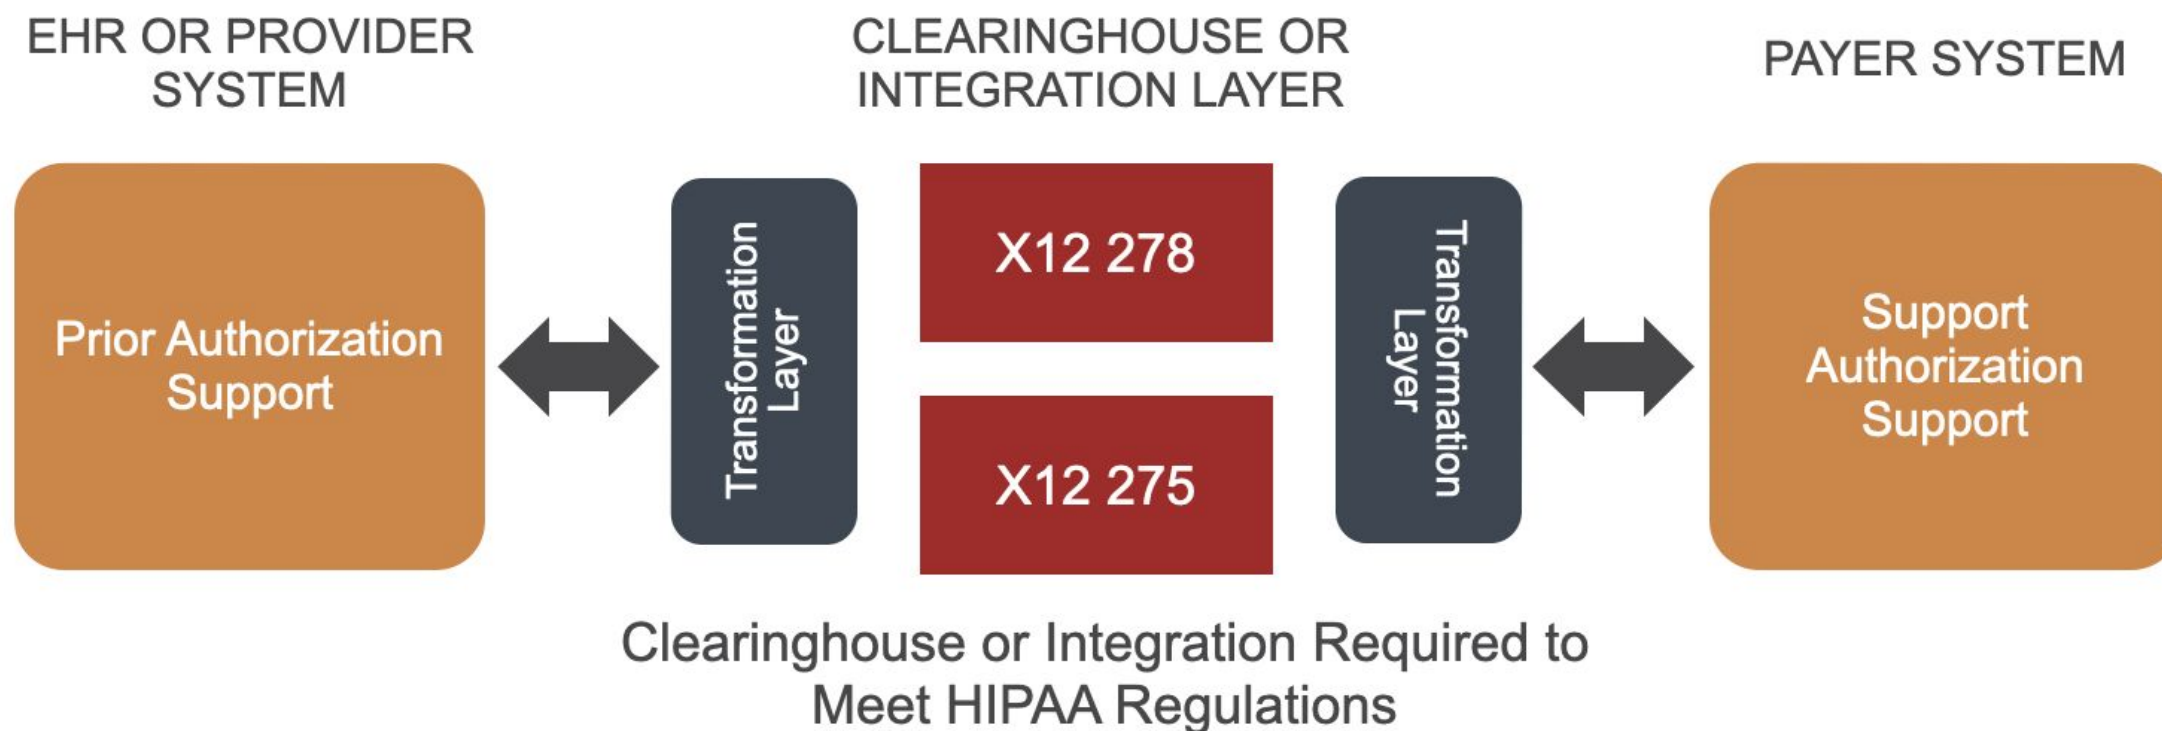 EHR OR PROVIDER
SYSTEM
CLEARINGHOUSE OR
INTEGRATION LAYER
PAYER SYSTEM
Prior Authorization
Support
Transformation
Layer
X12 278
X12 275
Transformation
Layer
Support
Authorization
Support
Clearinghouse or Integration Required to
Meet HIPAA Regulations